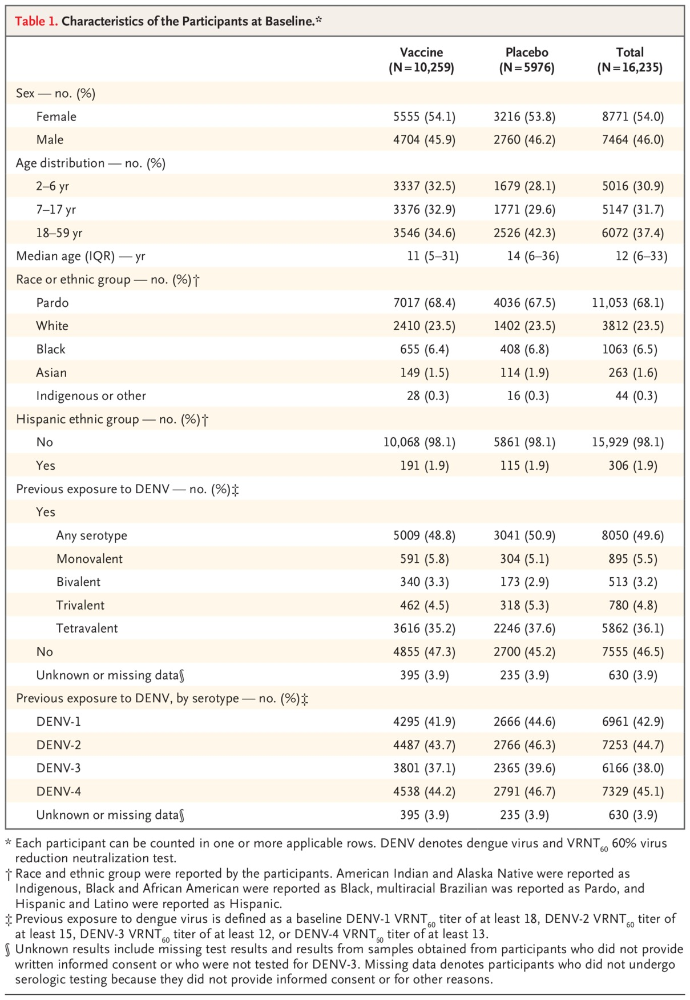 Table 1. Characteristics of the Participants at Baseline.*
Vaccine (N=10,259) Placebo (N=5976) Total (N=16,235)
Sex — no. (%)
Female 5555 (54.1) 3216 (53.8) 8771 (54.0)
Male 4704 (45.9) 2760 (46.2) 7464 (46.0)
Age distribution — no. (%)
2–6 yr 3337 (32.5) 1679 (28.1) 5016 (30.9)
7–17 yr 3376 (32.9) 1771 (29.6) 5147 (31.7)
18–59 yr 3546 (34.6) 2526 (42.3) 6072 (37.4)
Median age (IQR) — yr 11 (5–31) 14 (6–36) 12 (6–33)
Race or ethnic group — no. (%)†
Pardo 7017 (68.4) 4036 (67.5) 11,053 (68.1)
White 2410 (23.5) 1402 (23.5) 3812 (23.5)
Black 655 (6.4) 408 (6.8) 1063 (6.5)
Asian 149 (1.5) 114 (1.9) 263 (1.6)
Indigenous or other 28 (0.3) 16 (0.3) 44 (0.3)
Hispanic ethnic group — no. (%)†
No 10,068 (98.1) 5861 (98.1) 15,929 (98.1)
Yes 191 (1.9) 115 (1.9) 306 (1.9)
Previous exposure to DENV — no. (%)‡
Yes
Any serotype 5009 (48.8) 3041 (50.9) 8050 (49.6)
Monovalent 591 (5.8) 304 (5.1) 895 (5.5)
Bivalent 340 (3.3) 173 (2.9) 513 (3.2)
Trivalent 462 (4.5) 318 (5.3) 780 (4.8)
Tetravalent 3616 (35.2) 2246 (37.6) 5862 (36.1)
No 4855 (47.3) 2700 (45.2) 7555 (46.5)
Unknown or missing data§ 395 (3.9) 235 (3.9) 630 (3.9)
Previous exposure to DENV, by serotype — no. (%)‡
DENV-1 4295 (41.9) 2666 (44.6) 6961 (42.9)
DENV-2 4487 (43.7) 2766 (46.3) 7253 (44.7)
DENV-3 3801 (37.1) 2365 (39.6) 6166 (38.0)
DENV-4 4538 (44.2) 2791 (46.7) 7329 (45.1)
Unknown or missing data§ 395 (3.9) 235 (3.9) 630 (3.9)
* Each participant can be counted in one or more applicable rows. DENV denotes dengue virus and VRNT60 60% virus
reduction neutralization test.
† Race and ethnic group were reported by the participants. American Indian and Alaska Native were reported as
Indigenous, Black and African American were reported as Black, multiracial Brazilian was reported as Pardo, and
Hispanic and Latino were reported as Hispanic.
‡ Previous exposure to dengue virus is defined as a baseline DENV-1 VRNT60 titer of at least 18, DENV-2 VRNT60 titer of
at least 15, DENV-3 VRNT60 titer of at least 12, or DENV-4 VRNT60 titer of at least 13.
§ Unknown results include missing test results and results from samples obtained from participants who did not provide
written informed consent or who were not tested for DENV-3. Missing data denotes participants who did not undergo
serologic testing because they did not provide informed consent or for other reasons.